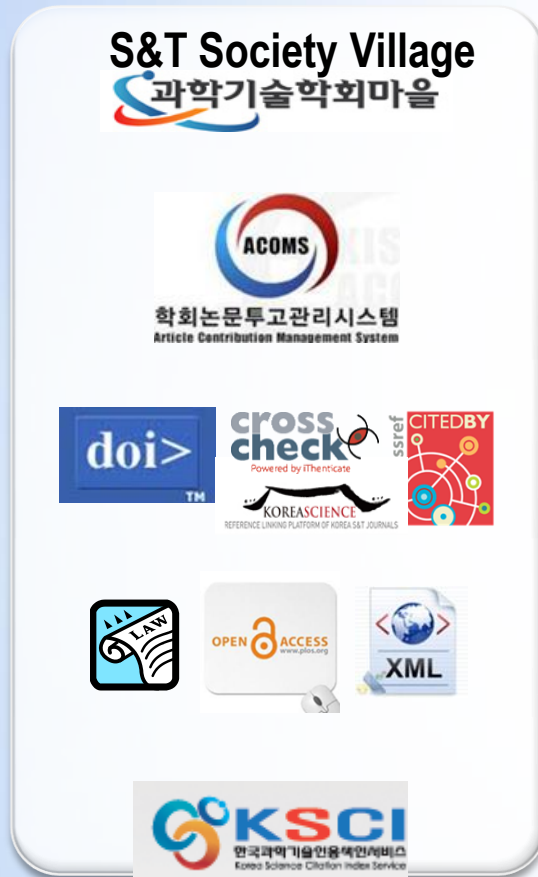 S&T Society Village
과학기술학회마을
ACOMS
학회논문투고관리시스템
Article Contribution Management System
doi>
TM
cross
check
Powered by iThenticate
KOREASCIENCE
REFERENCE LINKING PLATFORM OF KOREA S&T JOURNALS
ssref
CITEDBY
LAW
OPEN ACCESS
www.plos.org
< >
XML
KSCI
한국과학기술인용색인서비스
Korea Science Citation Index Service